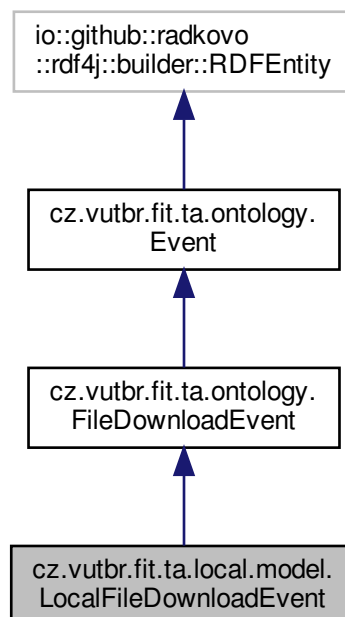 io::github::radkovo
::rdf4j::builder::RDFEntity
cz.vutbr.fit.ta.ontology.
Event
cz.vutbr.fit.ta.ontology.
FileDownloadEvent
cz.vutbr.fit.ta.local.model.
LocalFileDownloadEvent